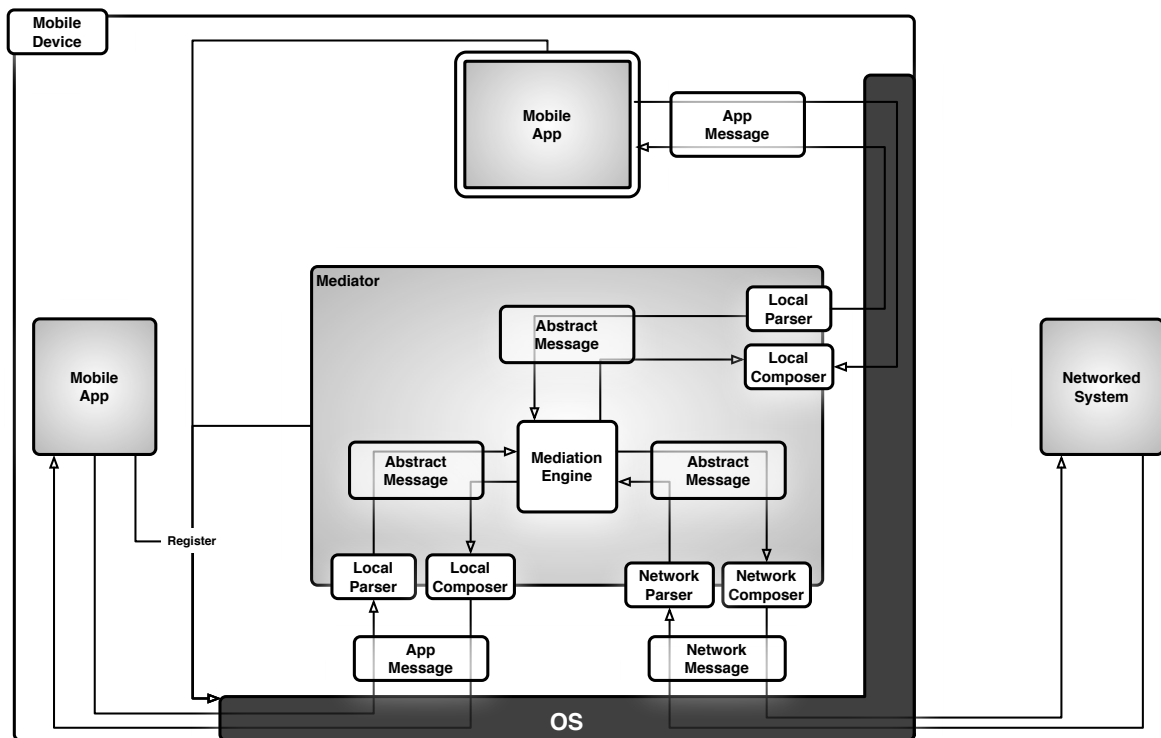 Mobile
Device
Mobile
App
App
Message
Mediator
Local
Parser
Abstract
Message
Local
Composer
Mobile
App
Networked
System
Mediation
Engine
Abstract
Message
Abstract
Message
Register
Local
Parser
Local
Composer
Network
Parser
Network
Composer
App
Message
Network
Message
OS